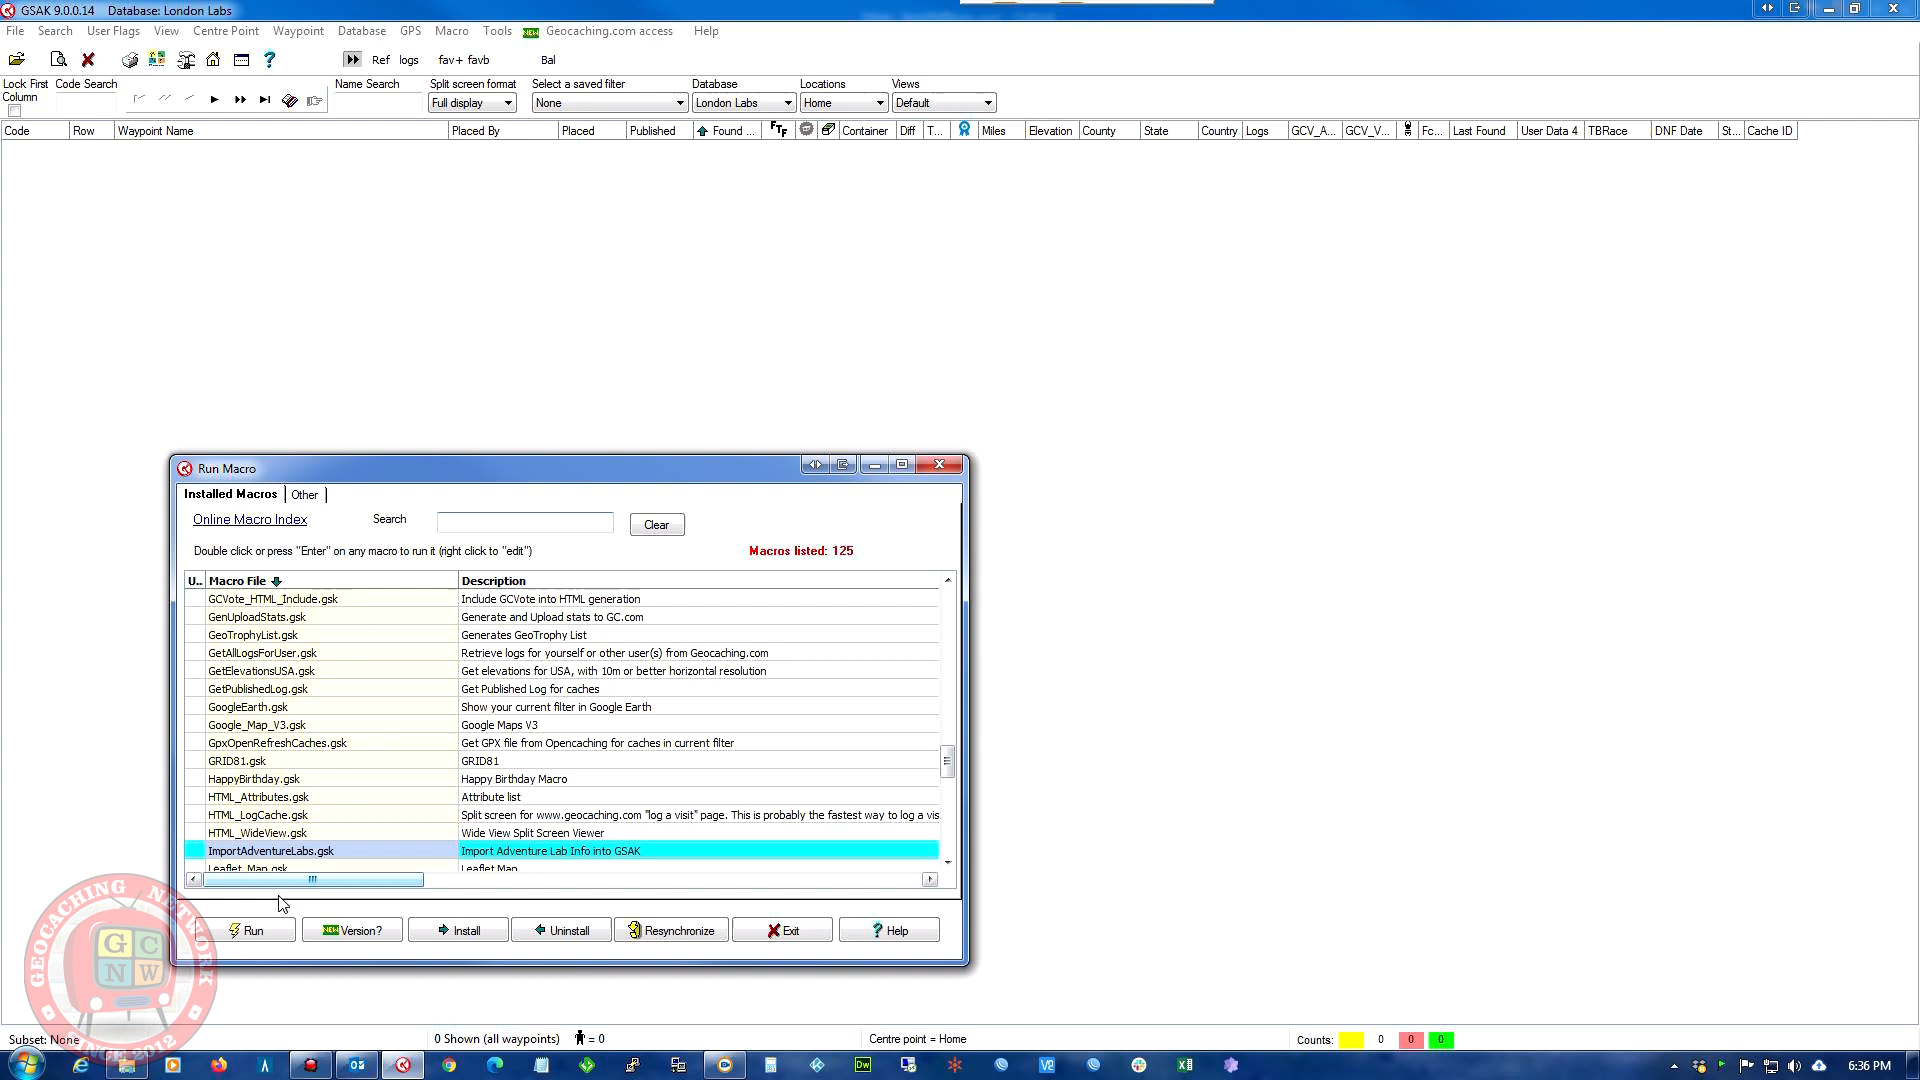 GSAK 9.0.0.14 Database: London Labs
File Search User Flags View Centre Point Waypoint Database GPS Macro Tools NEW Geocaching.com access Help
Ref logs fav+ favb Bal
Lock First Column Code Search Name Search Split screen format Select a saved filter Database Locations Views
Full display None London Labs Home Default
Code Row Waypoint Name Placed By Placed Published Found ... FTF Container Diff T... Miles Elevation County State Country Logs GCV_A... GCV_V... Fc... Last Found User Data 4 TBRace DNF Date St... Cache ID
Run Macro
Installed Macros Other
Online Macro Index Search Clear
Double click or press "Enter" on any macro to run it (right click to "edit") Macros listed: 125
U.. Macro File Description
GCVote_HTML_Include.gsk Include GCVote into HTML generation
GenUploadStats.gsk Generate and Upload stats to GC.com
GeoTrophyList.gsk Generates GeoTrophy List
GetAllLogsForUser.gsk Retrieve logs for yourself or other user(s) from Geocaching.com
GetElevationsUSA.gsk Get elevations for USA, with 10m or better horizontal resolution
GetPublishedLog.gsk Get Published Log for caches
GoogleEarth.gsk Show your current filter in Google Earth
Google_Map_V3.gsk Google Maps V3
GpxOpenRefreshCaches.gsk Get GPX file from Opencaching for caches in current filter
GRID81.gsk GRID81
HappyBirthday.gsk Happy Birthday Macro
HTML_Attributes.gsk Attribute list
HTML_LogCache.gsk Split screen for www.geocaching.com "log a visit" page. This is probably the fastest way to log a vis
HTML_WideView.gsk Wide View Split Screen Viewer
ImportAdventureLabs.gsk Import Adventure Lab Info into GSAK
Leaflet_Map.gsk Leaflet Map
Run NEW Version? Install Uninstall Resynchronize Exit Help
GEOCACHING NETWORK
GC
NW
SINCE 2012
Subset: None 0 Shown (all waypoints) = 0 Centre point = Home Counts: 0 0 0
6:36 PM